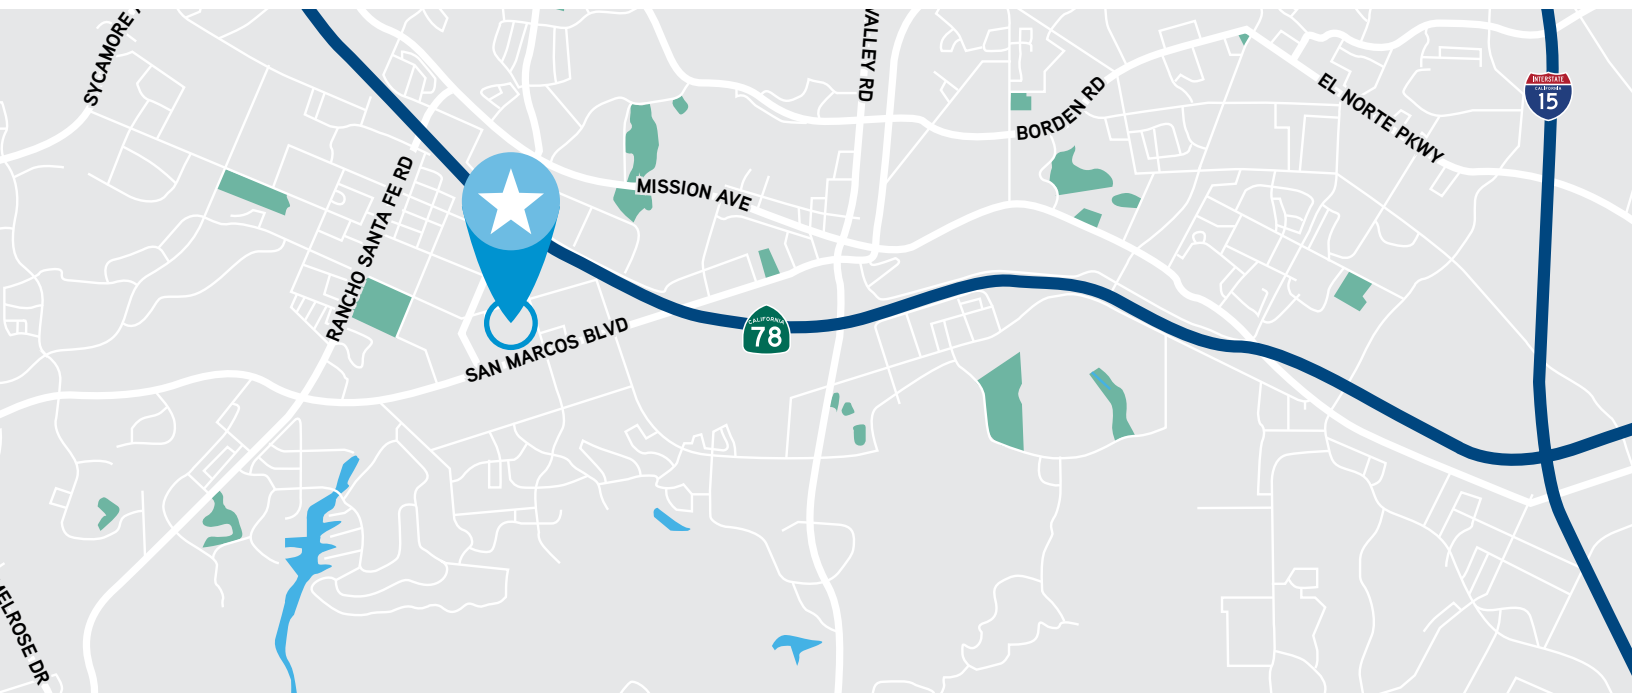 SYCAMORE
VALLEY RD
INTERSTATE
CALIFORNIA
15
EL NORTE PKWY
BORDEN RD
RANCHO SANTA FE RD
MISSION AVE
CALIFORNIA
78
SAN MARCOS BLVD
MELROSE DR